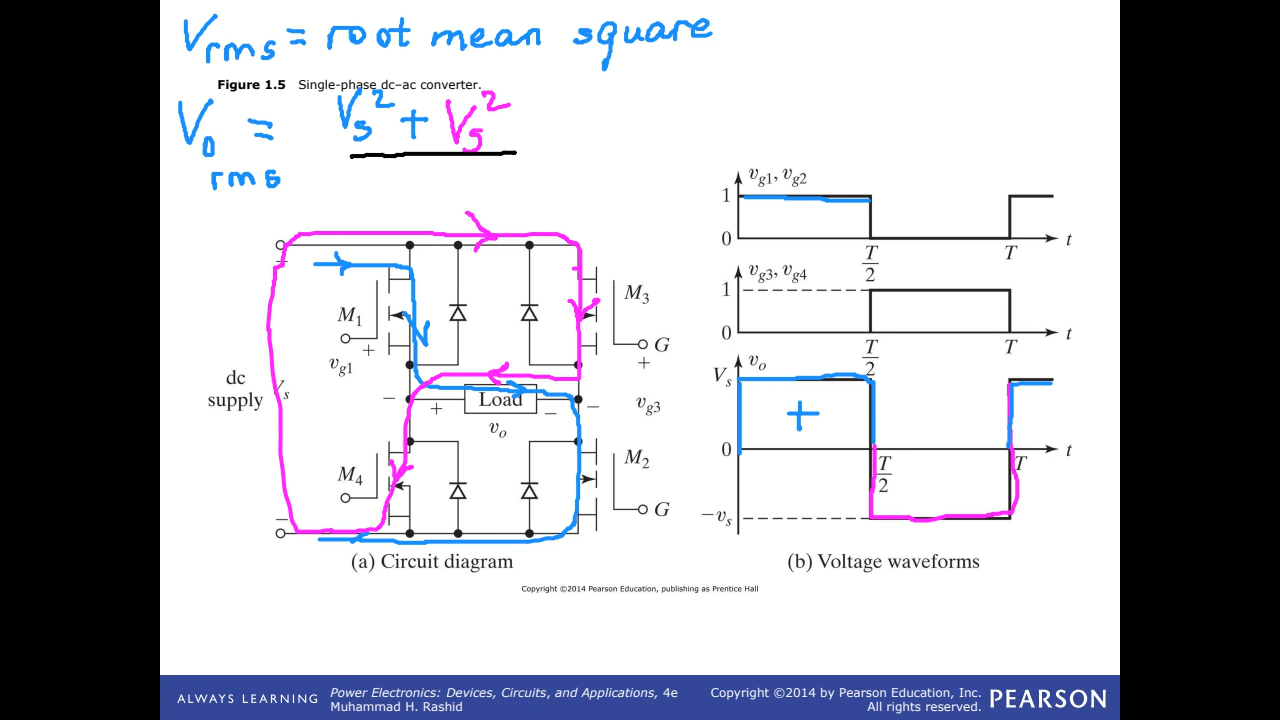 Vrms = root mean square
Figure 1.5 Single-phase dc–ac converter.
Vo = Vs² + Vs²
rms
vg1, vg2
1
0
T/2
T
t
vg3, vg4
1
0
T/2
T
t
vo
Vs
+
0
T/2
T
t
−vs
+
M1
+
vg1
M3
G
+
dc
supply
Vs
−
+
Load
−
−
vg3
vo
M4
M2
G
−
(a) Circuit diagram
(b) Voltage waveforms
Copyright ©2014 Pearson Education, publishing as Prentice Hall
ALWAYS LEARNING
Power Electronics: Devices, Circuits, and Applications, 4e
Muhammad H. Rashid
Copyright ©2014 by Pearson Education, Inc.
All rights reserved.
PEARSON